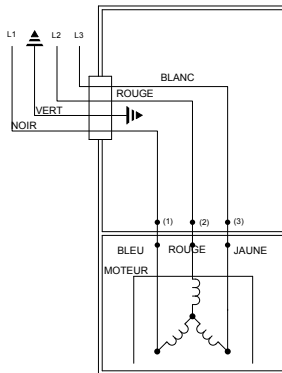 L1 L2 L3
BLANC
ROUGE
VERT
NOIR
(1) (2) (3)
BLEU ROUGE JAUNE
MOTEUR